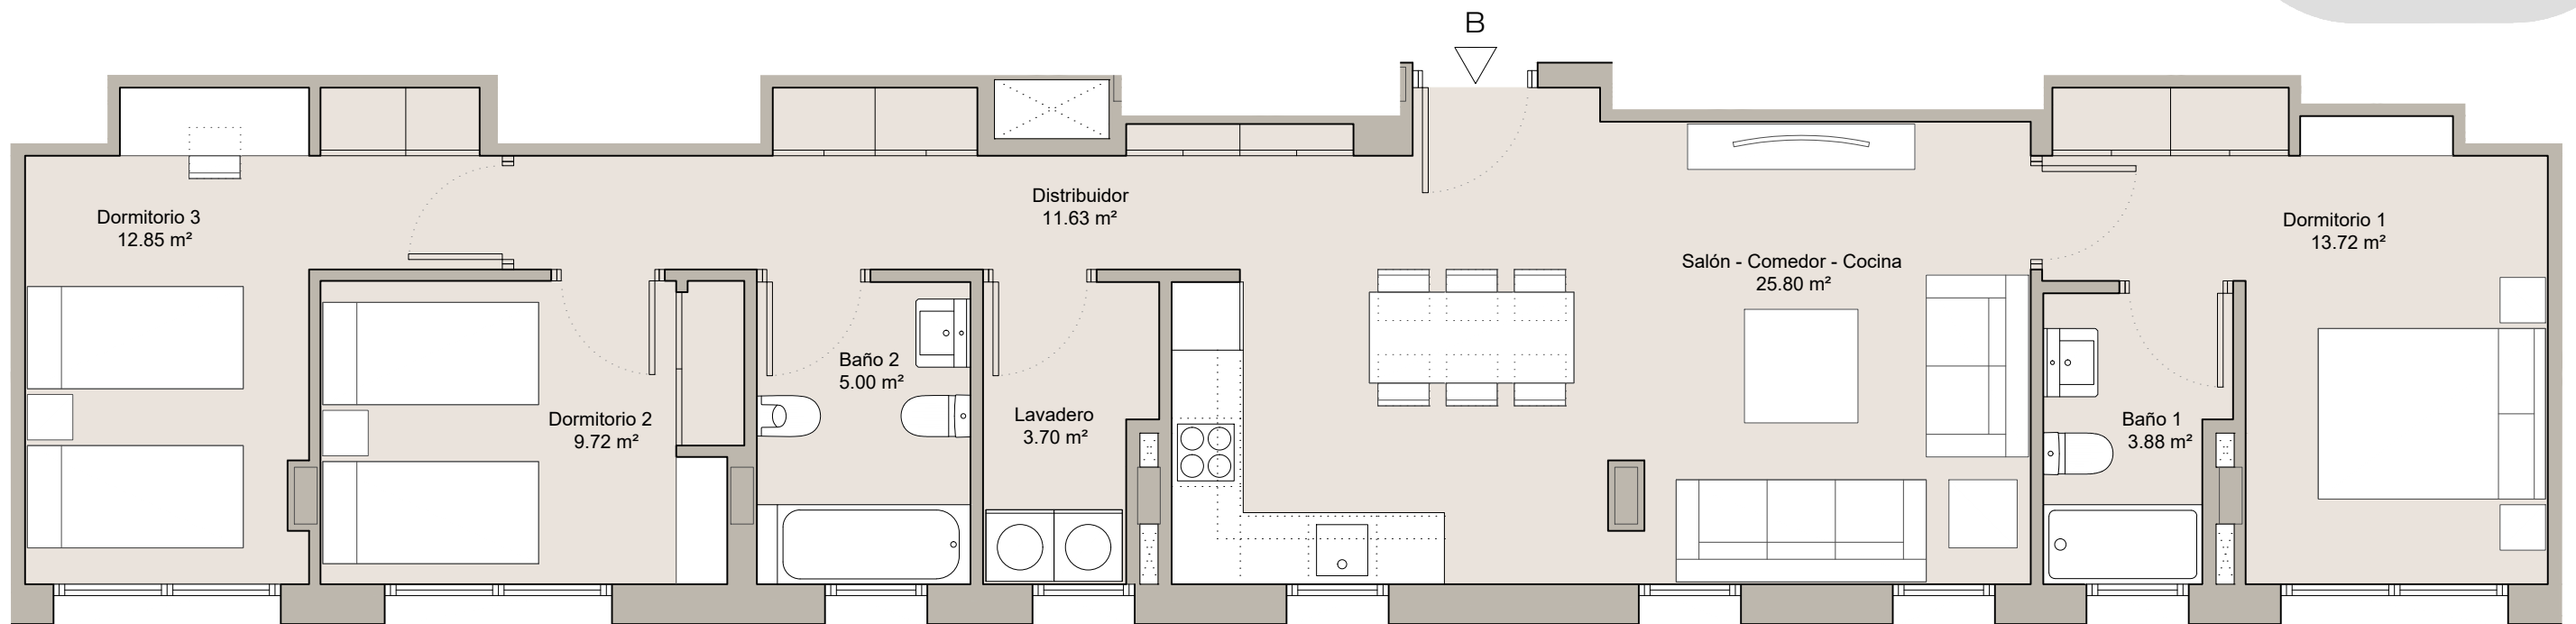 B
Dormitorio 3
12.85 m²
Distribuidor
11.63 m²
Dormitorio 1
13.72 m²
Salón - Comedor - Cocina
25.80 m²
Dormitorio 2
9.72 m²
Baño 2
5.00 m²
Lavadero
3.70 m²
Baño 1
3.88 m²